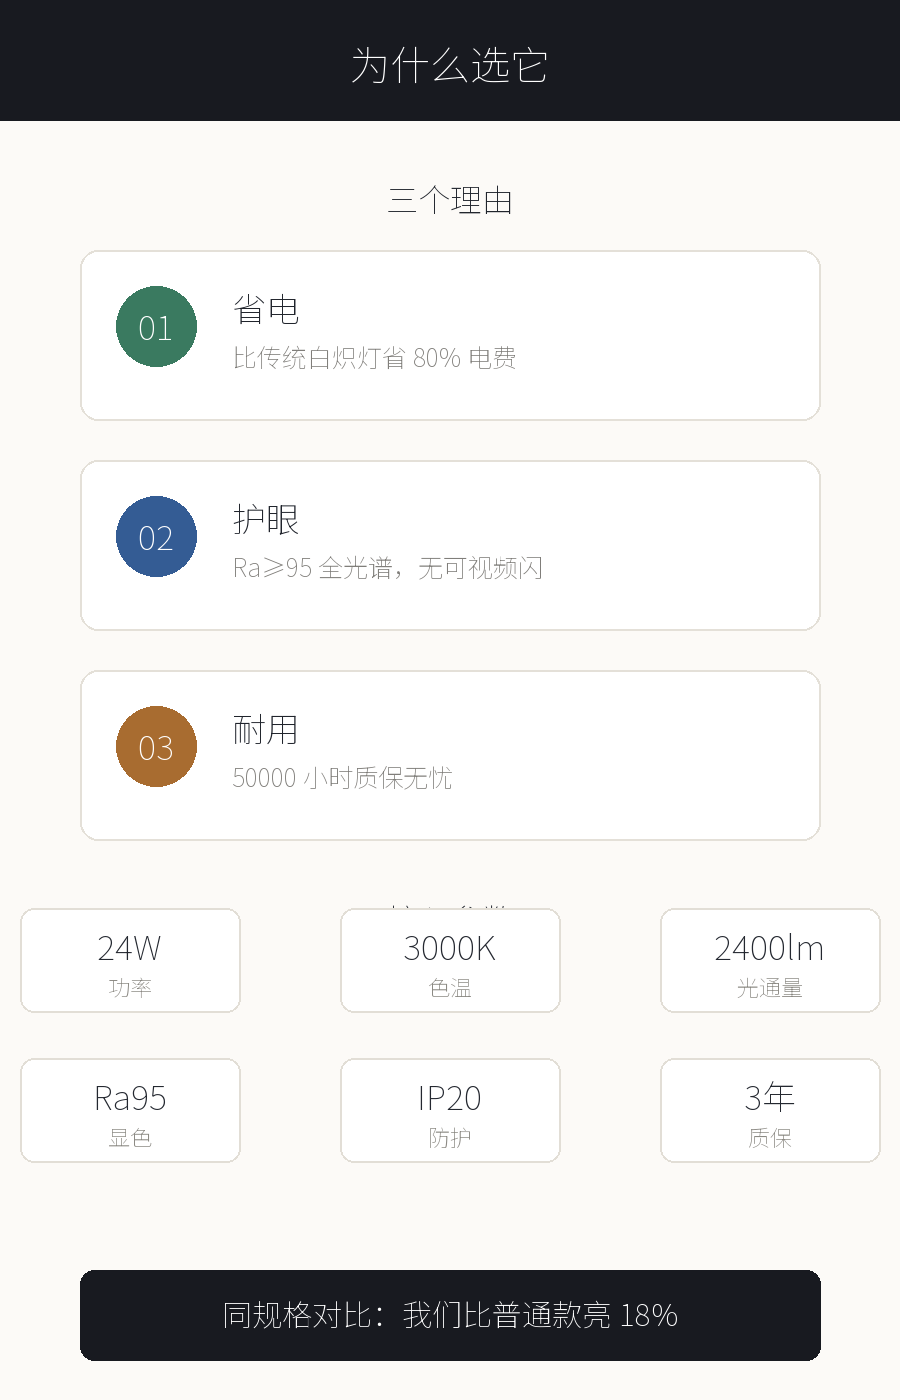 为什么选它
三个理由
01
省电
比传统白炽灯省 80% 电费
02
护眼
Ra≥95 全光谱，无可视频闪
03
耐用
50000 小时质保无忧
24W
功率
3000K
色温
2400lm
光通量
Ra95
显色
IP20
防护
3年
质保
同规格对比：我们比普通款亮 18%